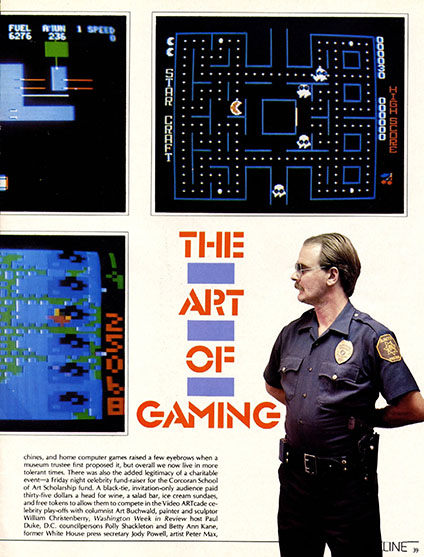 FUEL A'MUN 1 SPEED
6276 236 0
STAR CRAFT
000030
HIGH SCORE
000000
THE
ART
OF
GAMING
chines, and home computer games raised a few eyebrows when a
museum trustee first proposed it, but overall we now live in more
tolerant times. There was also the added legitimacy of a charitable
event—a Friday night celebrity fund-raiser for the Corcoran School
of Art Scholarship fund. A black-tie, invitation-only audience paid
thirty-five dollars a head for wine, a salad bar, ice cream sundaes,
and free tokens to allow them to compete in the Video ARTcade ce-
lebrity play-offs with columnist Art Buchwald, painter and sculptor
William Christenberry, Washington Week in Review host Paul
Duke, D.C. councilpersons Polly Shackleton and Betty Ann Kane,
former White House press secretary Jody Powell, artist Peter Max,
LINE 39